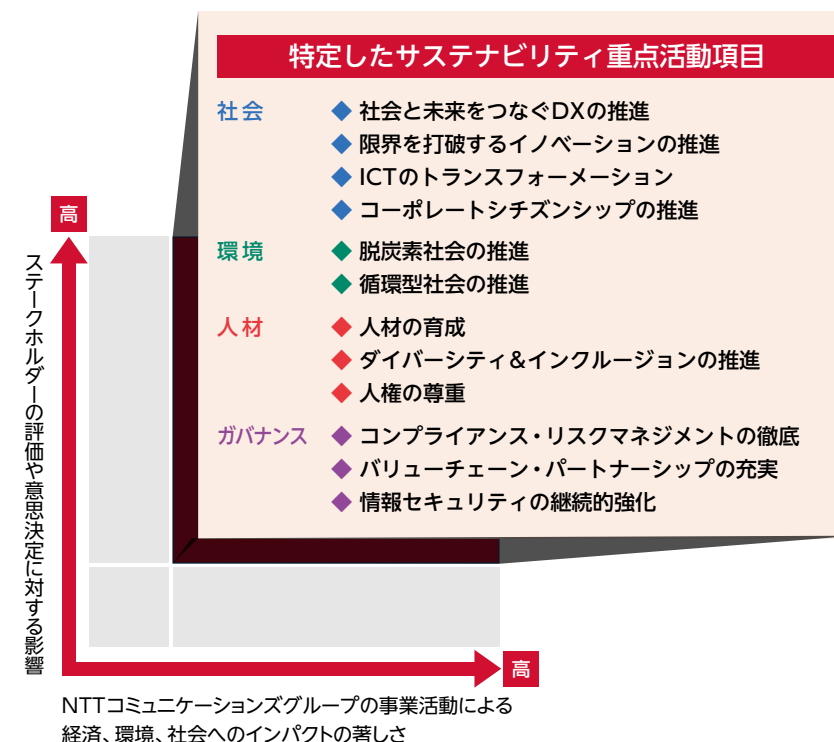 特定したサステナビリティ重点活動項目
社会
◆ 社会と未来をつなぐDXの推進
◆ 限界を打破するイノベーションの推進
◆ ICTのトランスフォーメーション
◆ コーポレートシチズンシップの推進
環境
◆ 脱炭素社会の推進
◆ 循環型社会の推進
人材
◆ 人材の育成
◆ ダイバーシティ&インクルージョンの推進
◆ 人権の尊重
ガバナンス
◆ コンプライアンス・リスクマネジメントの徹底
◆ バリューチェーン・パートナーシップの充実
◆ 情報セキュリティの継続的強化
高
ステークホルダーの評価や意思決定に対する影響
高
NTTコミュニケーションズグループの事業活動による
経済、環境、社会へのインパクトの著しさ